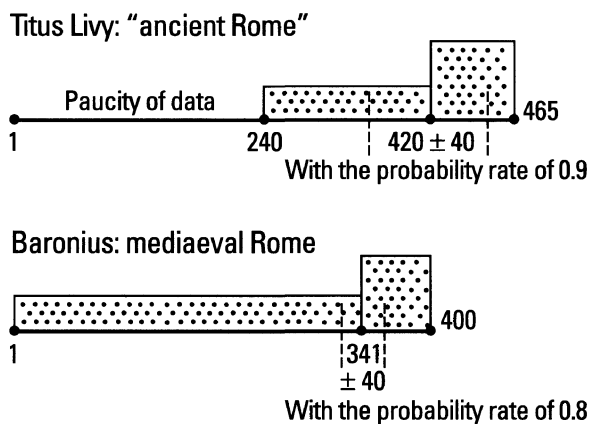 Titus Livy: “ancient Rome”
Paucity of data
465
1 240 420 ± 40
With the probability rate of 0.9
Baronius: mediaeval Rome
400
1 341
± 40
With the probability rate of 0.8